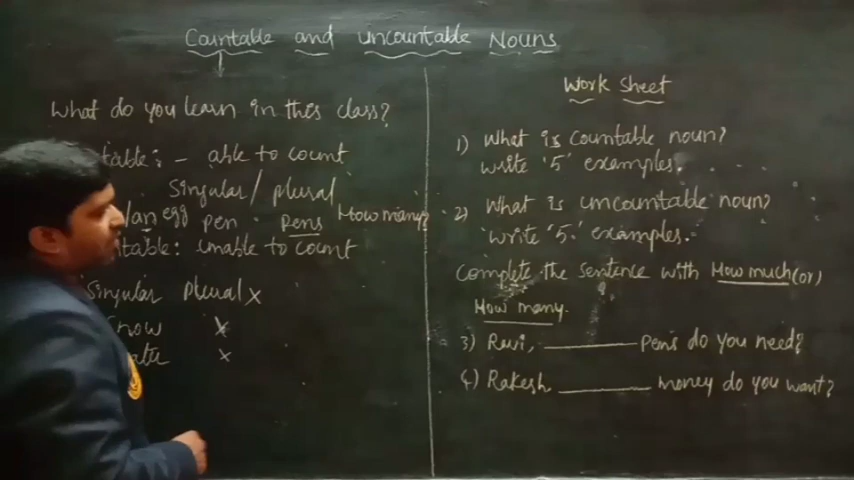 Countable and uncountable Nouns
What do you learn in this class?
table:- able to count
Singular / plural
/an egg pen - pens How many?
table: unable to count
Singular Plural x
now x
x
Work Sheet
1) What is countable noun?
write '5' examples.
2) What is uncountable noun?
write '5' examples.
Complete the sentence with How much (or)
How many.
3) Ravi, ________ pens do you need?
4) Rakesh ________ money do you want?